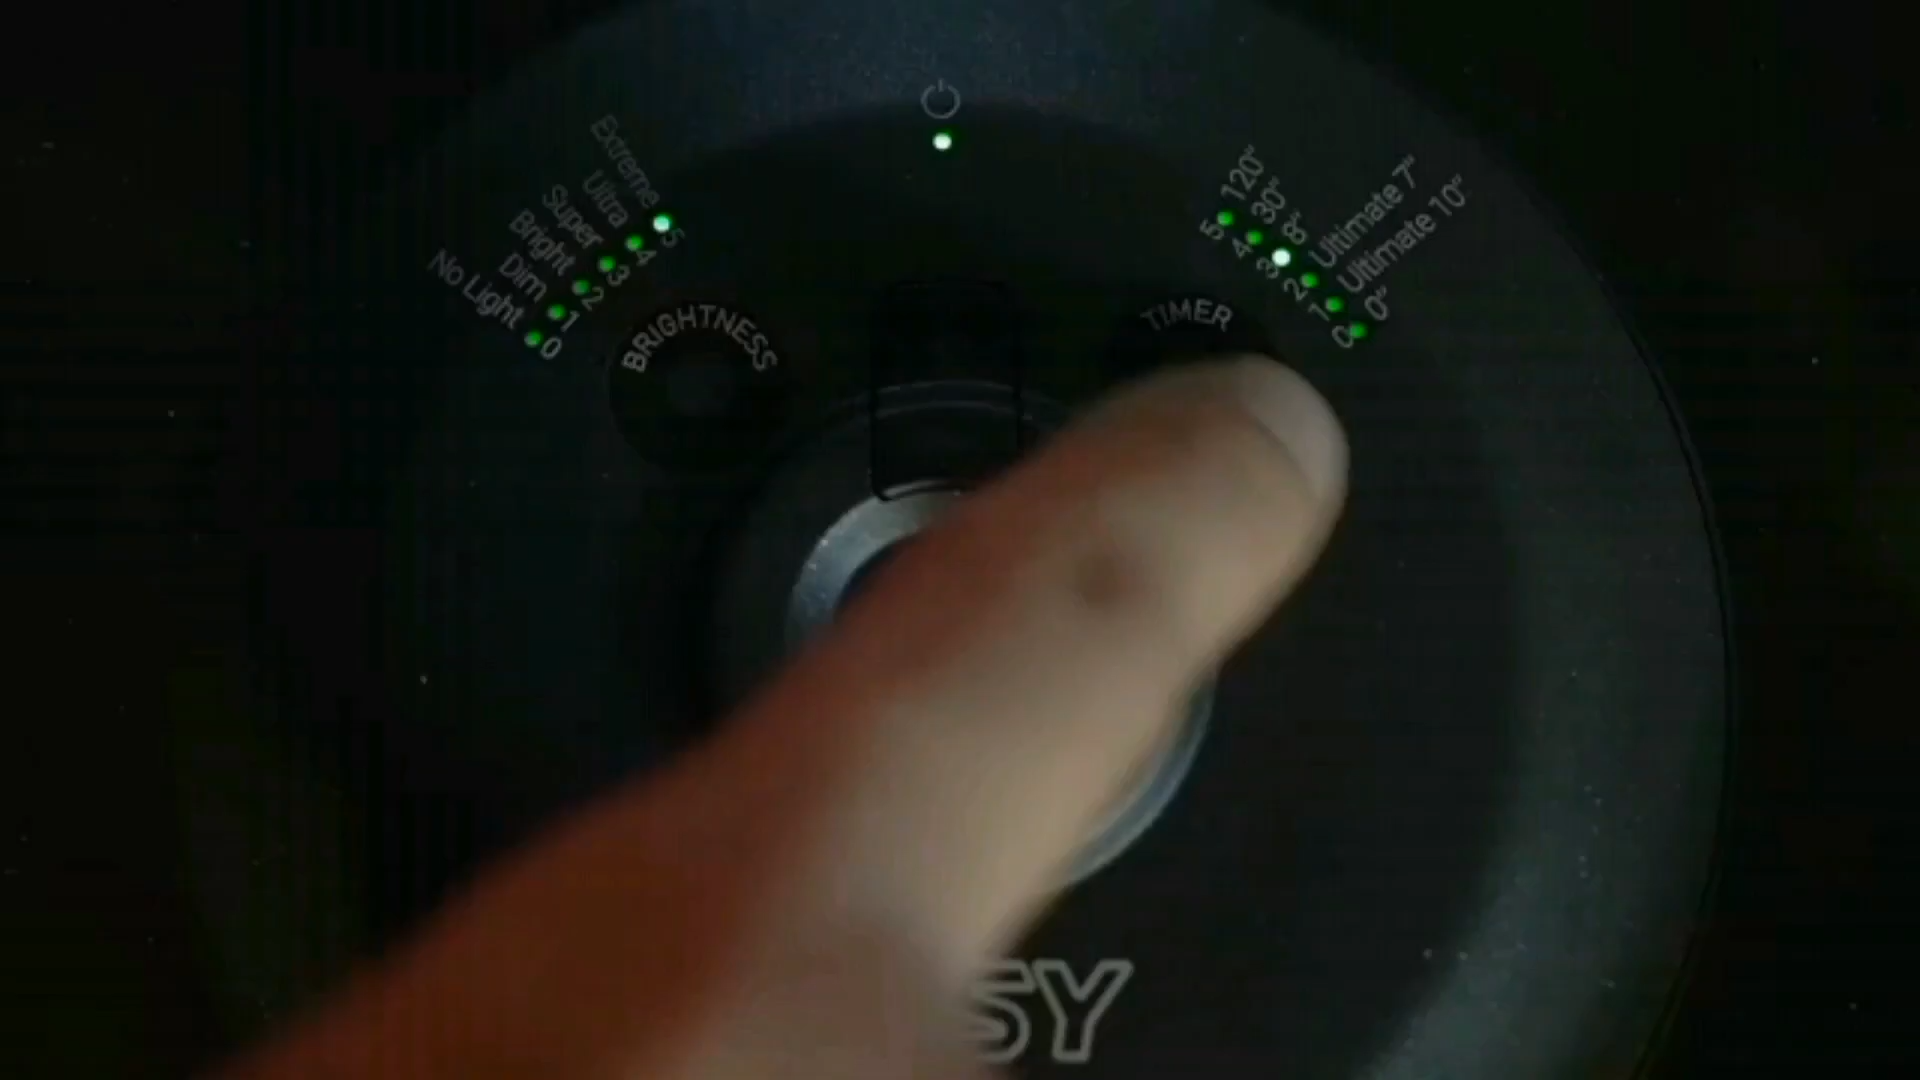 Extreme
Ultra
Super
Bright
Dim
No Light
5
4
3
2
1
0
BRIGHTNESS
TIMER
120"
30"
8"
Ultimate 7"
Ultimate 10"
0"
5
4
3
2
1
0
SY